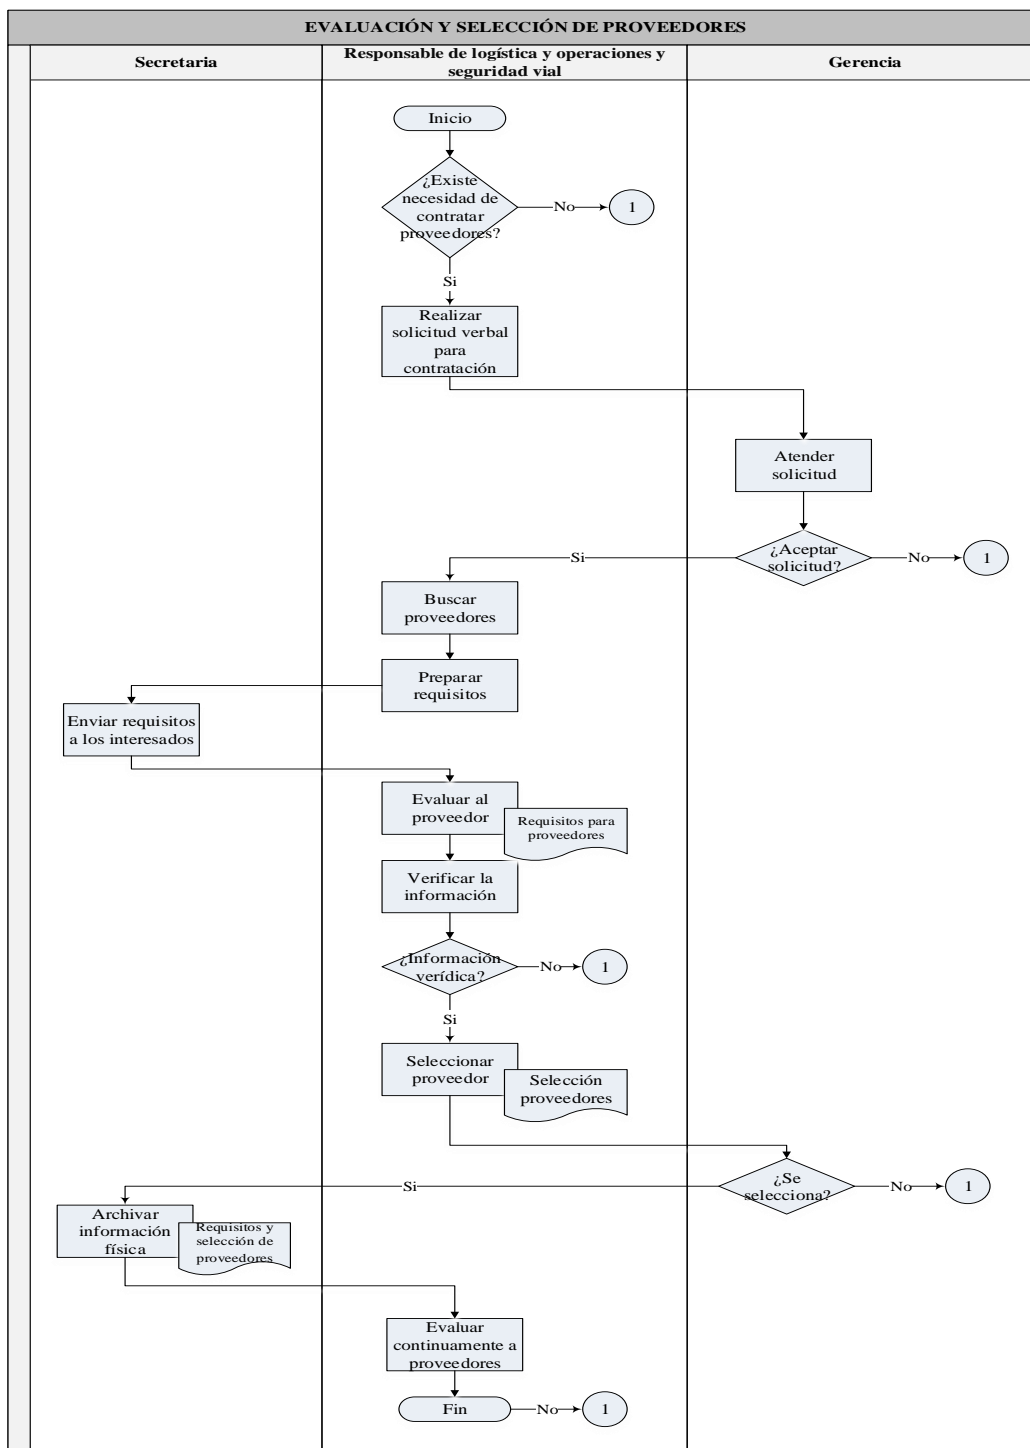 EVALUACIÓN Y SELECCIÓN DE PROVEEDORES
Secretaria
Responsable de logística y operaciones y
seguridad vial
Gerencia
Inicio
¿Existe
necesidad de
contratar
proveedores?
No
1
Si
Realizar
solicitud verbal
para
contratación
Atender
solicitud
¿Aceptar
solicitud?
No
1
Si
Buscar
proveedores
Preparar
requisitos
Enviar requisitos
a los interesados
Evaluar al
proveedor
Requisitos para
proveedores
Verificar la
información
¿Información
verídica?
No
1
Si
Seleccionar
proveedor
Selección
proveedores
¿Se
selecciona?
No
1
Si
Archivar
información
física
Requisitos y
selección de
proveedores
Evaluar
continuamente a
proveedores
Fin
No
1